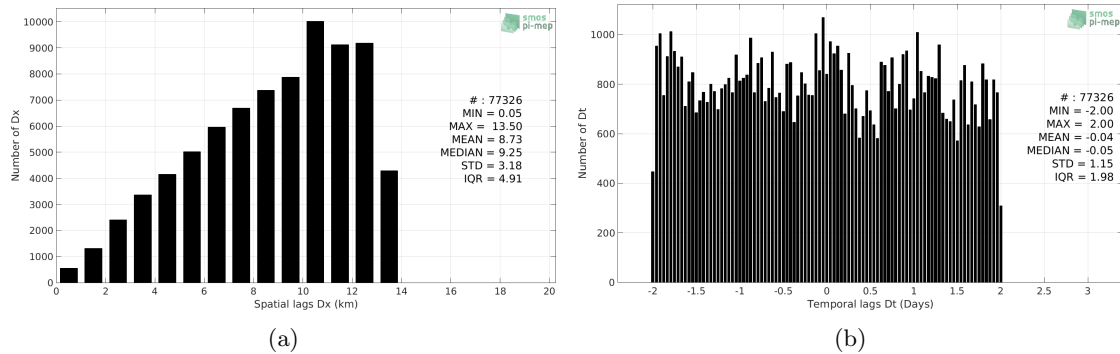 10000
9000
8000
7000
6000
5000
4000
3000
2000
1000
0
Number of Dx
smos
pi-mep
# : 77326
MIN = 0.05
MAX = 13.50
MEAN = 8.73
MEDIAN = 9.25
STD = 3.18
IQR = 4.91
0 2 4 6 8 10 12 14 16 18 20
Spatial lags Dx (km)
(a)
1000
800
600
400
200
0
Number of Dt
smos
pi-mep
# : 77326
MIN = -2.00
MAX = 2.00
MEAN = -0.04
MEDIAN = -0.05
STD = 1.15
IQR = 1.98
-2 -1.5 -1 -0.5 0 0.5 1 1.5 2 2.5 3
Temporal lags Dt (Days)
(b)